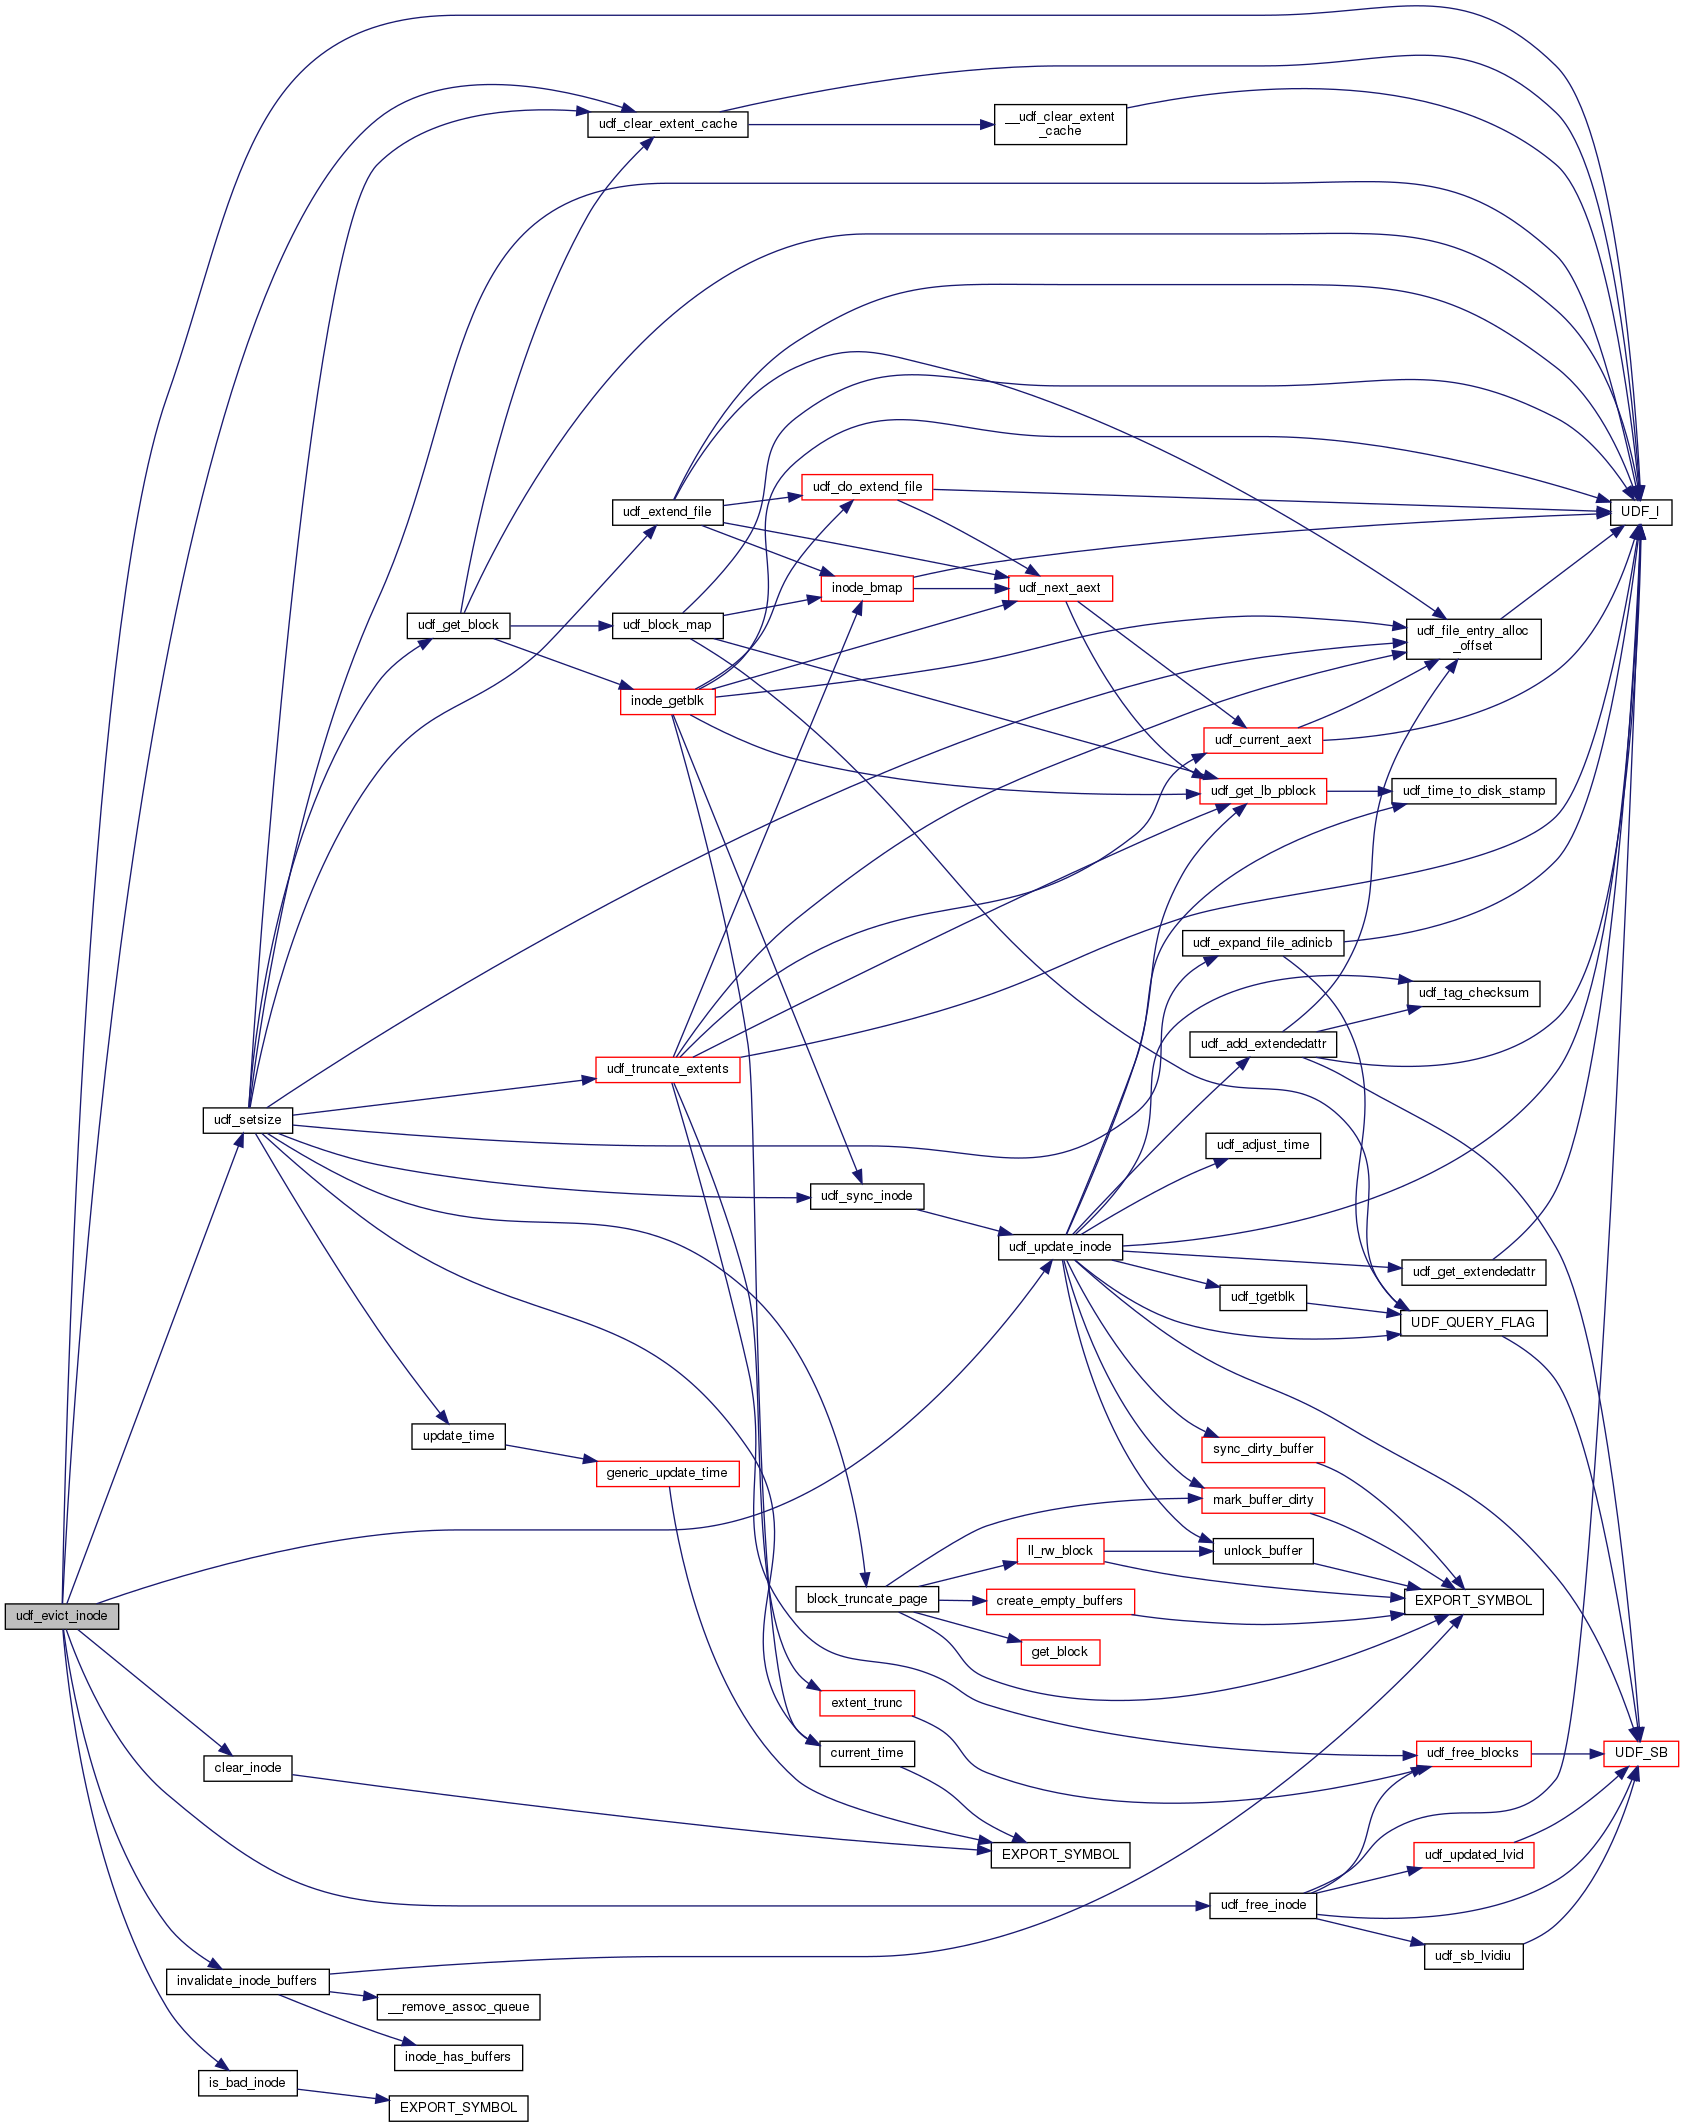 udf_clear_extent_cache
__udf_clear_extent
_cache
udf_do_extend_file
udf_extend_file
UDF_I
inode_bmap
udf_next_aext
udf_get_block
udf_block_map
udf_file_entry_alloc
_offset
inode_getblk
udf_current_aext
udf_get_lb_pblock
udf_time_to_disk_stamp
udf_expand_file_adinicb
udf_tag_checksum
udf_add_extendedattr
udf_truncate_extents
udf_setsize
udf_adjust_time
udf_sync_inode
udf_update_inode
udf_get_extendedattr
udf_tgetblk
UDF_QUERY_FLAG
update_time
sync_dirty_buffer
generic_update_time
mark_buffer_dirty
ll_rw_block
unlock_buffer
block_truncate_page
create_empty_buffers
EXPORT_SYMBOL
udf_evict_inode
get_block
extent_trunc
current_time
udf_free_blocks
UDF_SB
clear_inode
EXPORT_SYMBOL
udf_updated_lvid
udf_free_inode
udf_sb_lvidiu
invalidate_inode_buffers
__remove_assoc_queue
inode_has_buffers
is_bad_inode
EXPORT_SYMBOL